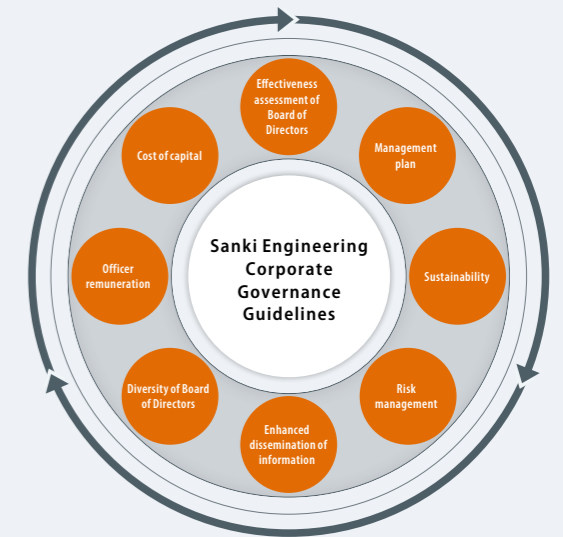 Effectiveness
assessment of
Board of
Directors
Management
plan
Sustainability
Risk
management
Enhanced
dissemination of
information
Diversity of Board
of Directors
Officer
remuneration
Cost of capital
Sanki Engineering
Corporate
Governance
Guidelines